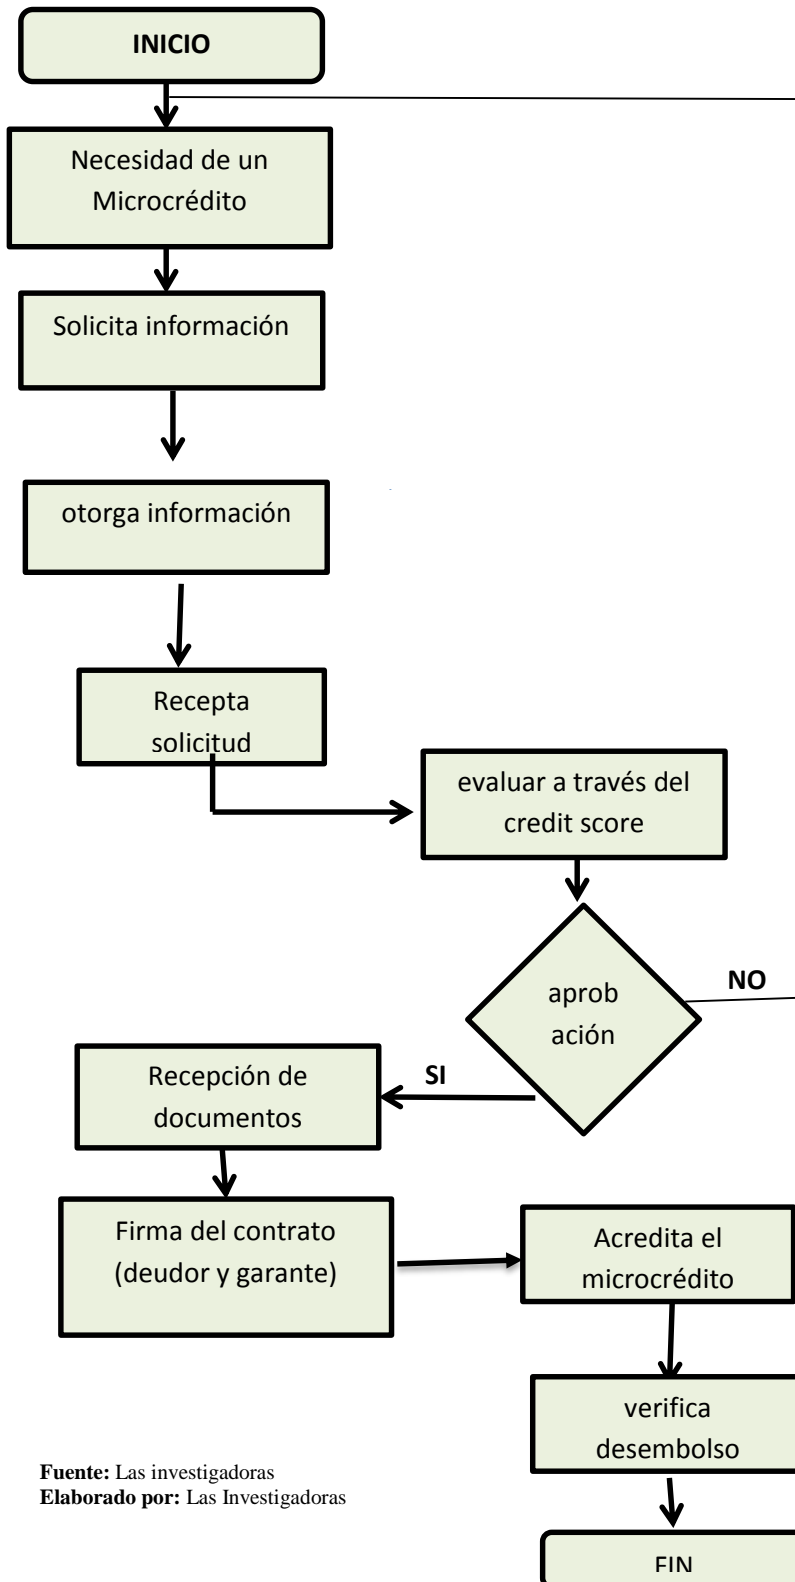 INICIO
Necesidad de un
Microcrédito
Solicita información
otorga información
Recepta
solicitud
evaluar a través del
credit score
aprob
ación
NO
SI
Recepción de
documentos
Firma del contrato
(deudor y garante)
Acredita el
microcrédito
verifica
desembolso
Fuente: Las investigadoras
Elaborado por: Las Investigadoras
FIN